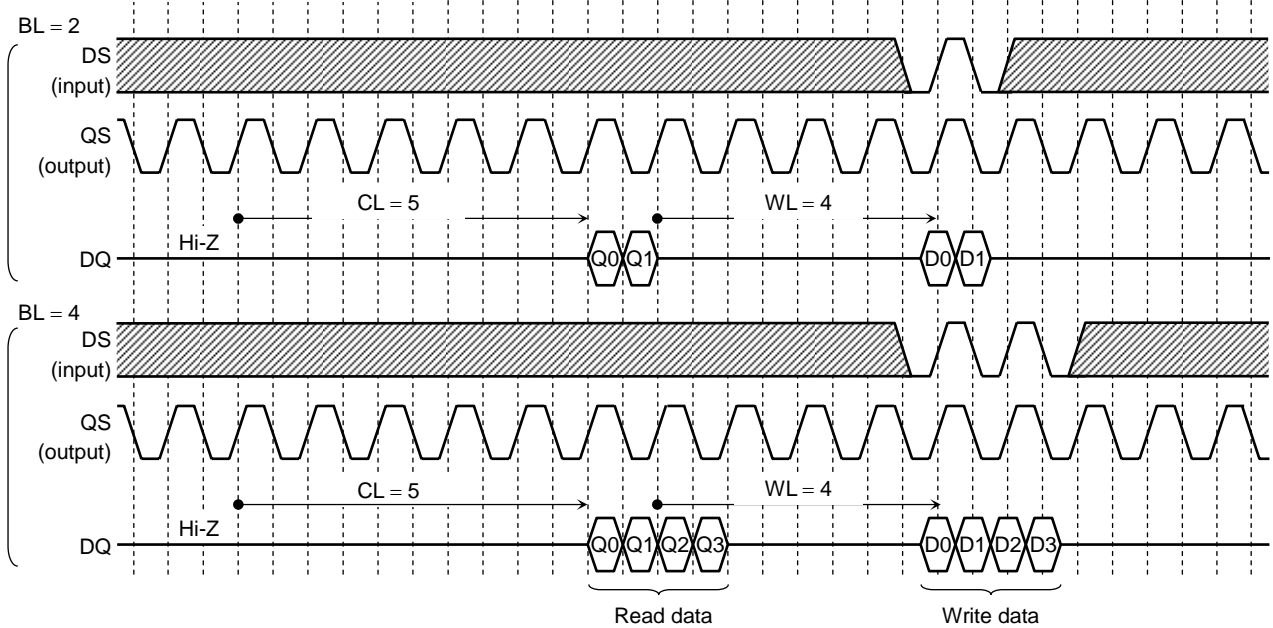 BL = 2
DS
(input)
QS
(output)
CL = 5
WL = 4
Hi-Z
DQ
Q0 Q1
D0 D1
BL = 4
DS
(input)
QS
(output)
CL = 5
WL = 4
Hi-Z
DQ
Q0 Q1 Q2 Q3
D0 D1 D2 D3
Read data
Write data